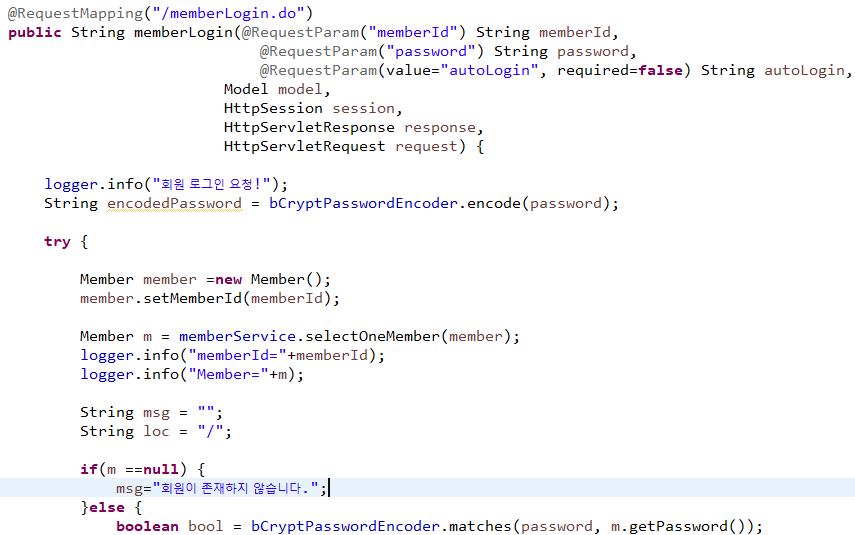 @RequestMapping("/memberLogin.do")
public String memberLogin(@RequestParam("memberId") String memberId,
@RequestParam("password") String password,
@RequestParam(value="autoLogin", required=false) String autoLogin,
Model model,
HttpSession session,
HttpServletResponse response,
HttpServletRequest request) {
logger.info("회원 로그인 요청!");
String encodedPassword = bCryptPasswordEncoder.encode(password);
try {
Member member =new Member();
member.setMemberId(memberId);
Member m = memberService.selectOneMember(member);
logger.info("memberId="+memberId);
logger.info("Member="+m);
String msg = "";
String loc = "/";
if(m ==null) {
msg="회원이 존재하지 않습니다.";
}else {
boolean bool = bCryptPasswordEncoder.matches(password, m.getPassword());